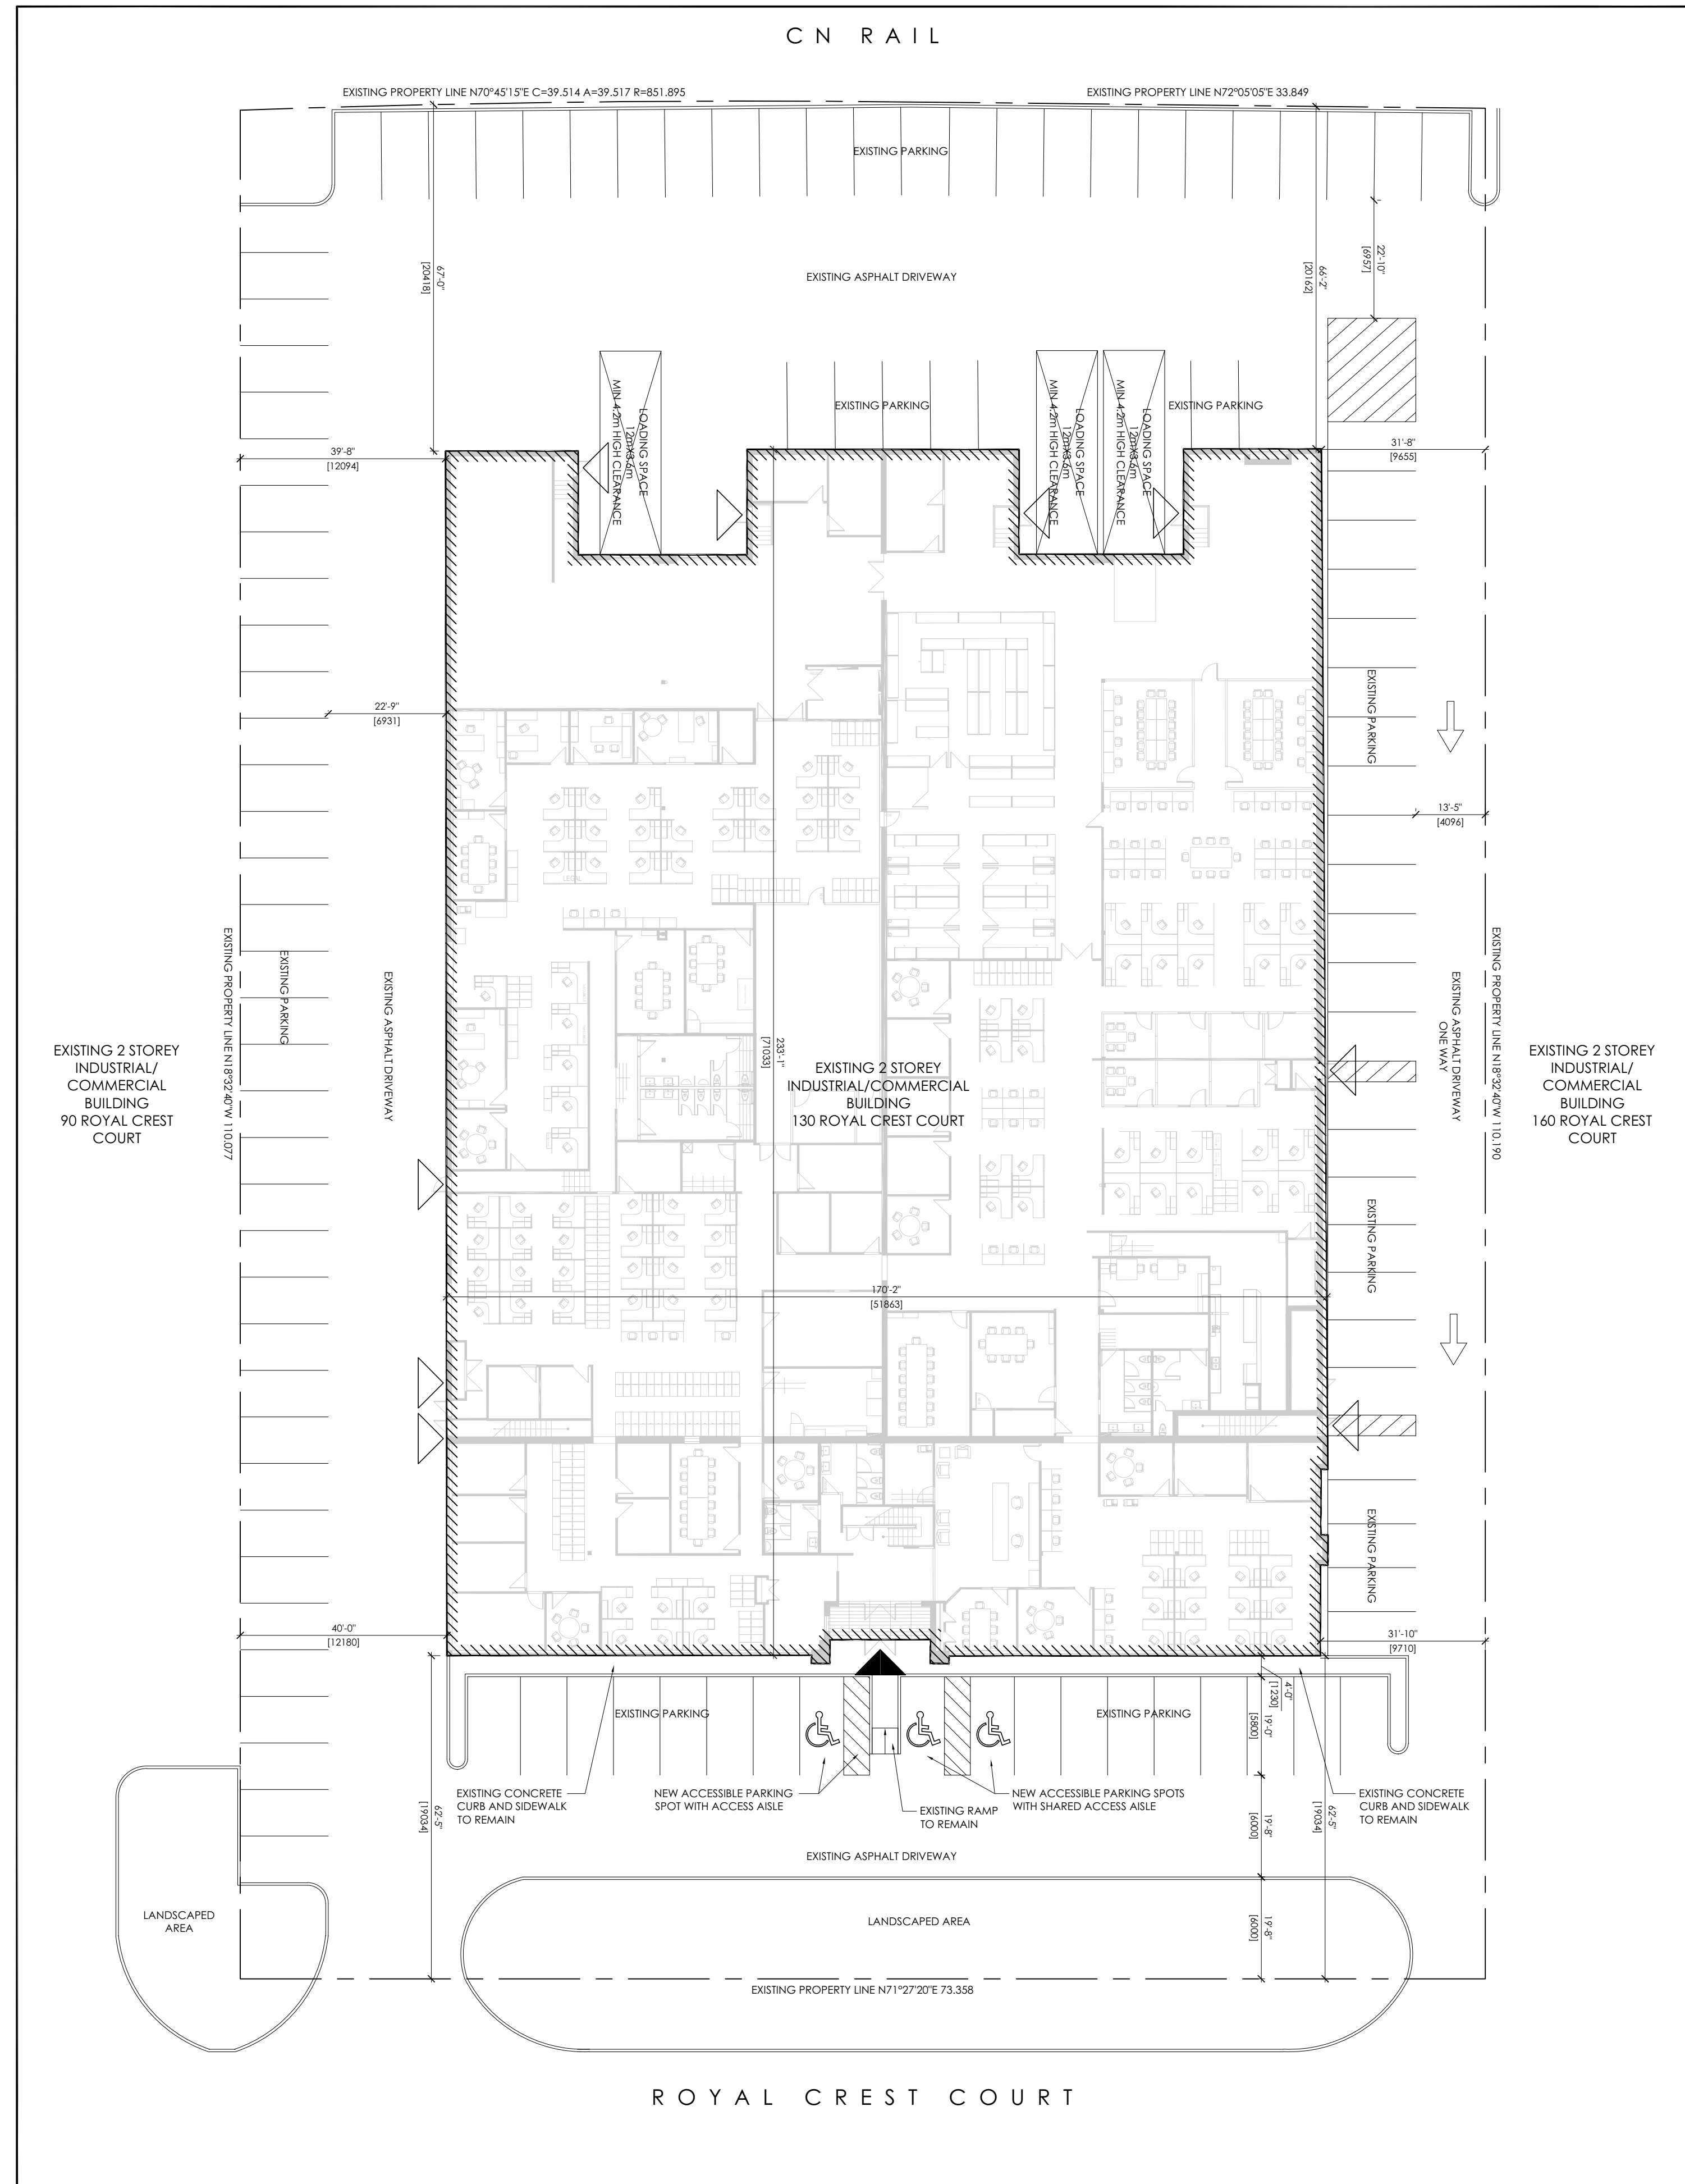 CN RAIL
EXISTING PROPERTY LINE N70°45'15"E C=39.514 A=39.517 R=851.895
EXISTING PROPERTY LINE N72°05'05"E 33.849
EXISTING PARKING
67'-0"
[20418]
EXISTING ASPHALT DRIVEWAY
66'-2"
[20162]
22'-10"
[6957]
LOADING SPACE
12mX3.6m
MIN 4.2m HIGH CLEARANCE
EXISTING PARKING
LOADING SPACE
12mX3.6m
MIN 4.2m HIGH CLEARANCE
LOADING SPACE
12mX3.6m
MIN 4.2m HIGH CLEARANCE
EXISTING PARKING
39'-8"
[12094]
31'-8"
[9655]
22'-9"
[6931]
EXISTING PARKING
13'-5"
[4096]
LEGAL
EXISTING PROPERTY LINE N18°32'40"W 110.077
EXISTING PARKING
EXISTING ASPHALT DRIVEWAY
233'-1"
[71033]
EXISTING ASPHALT DRIVEWAY
ONE WAY
EXISTING PROPERTY LINE N18°32'40"W 110.190
EXISTING 2 STOREY
INDUSTRIAL/
COMMERCIAL
BUILDING
90 ROYAL CREST
COURT
EXISTING 2 STOREY
INDUSTRIAL/COMMERCIAL
BUILDING
130 ROYAL CREST COURT
EXISTING 2 STOREY
INDUSTRIAL/
COMMERCIAL
BUILDING
160 ROYAL CREST
COURT
EXISTING PARKING
170'-2"
[51863]
EXISTING PARKING
40'-0"
[12180]
31'-10"
[9710]
4'-0"
[1230]
EXISTING PARKING
EXISTING PARKING
19'-0"
[5800]
EXISTING CONCRETE
CURB AND SIDEWALK
TO REMAIN
NEW ACCESSIBLE PARKING
SPOT WITH ACCESS AISLE
EXISTING RAMP
TO REMAIN
NEW ACCESSIBLE PARKING SPOTS
WITH SHARED ACCESS AISLE
EXISTING CONCRETE
CURB AND SIDEWALK
TO REMAIN
62'-5"
[19034]
19'-8"
[6000]
62'-5"
[19034]
EXISTING ASPHALT DRIVEWAY
LANDSCAPED
AREA
LANDSCAPED AREA
19'-8"
[6000]
EXISTING PROPERTY LINE N71°27'20"E 73.358
ROYAL CREST COURT